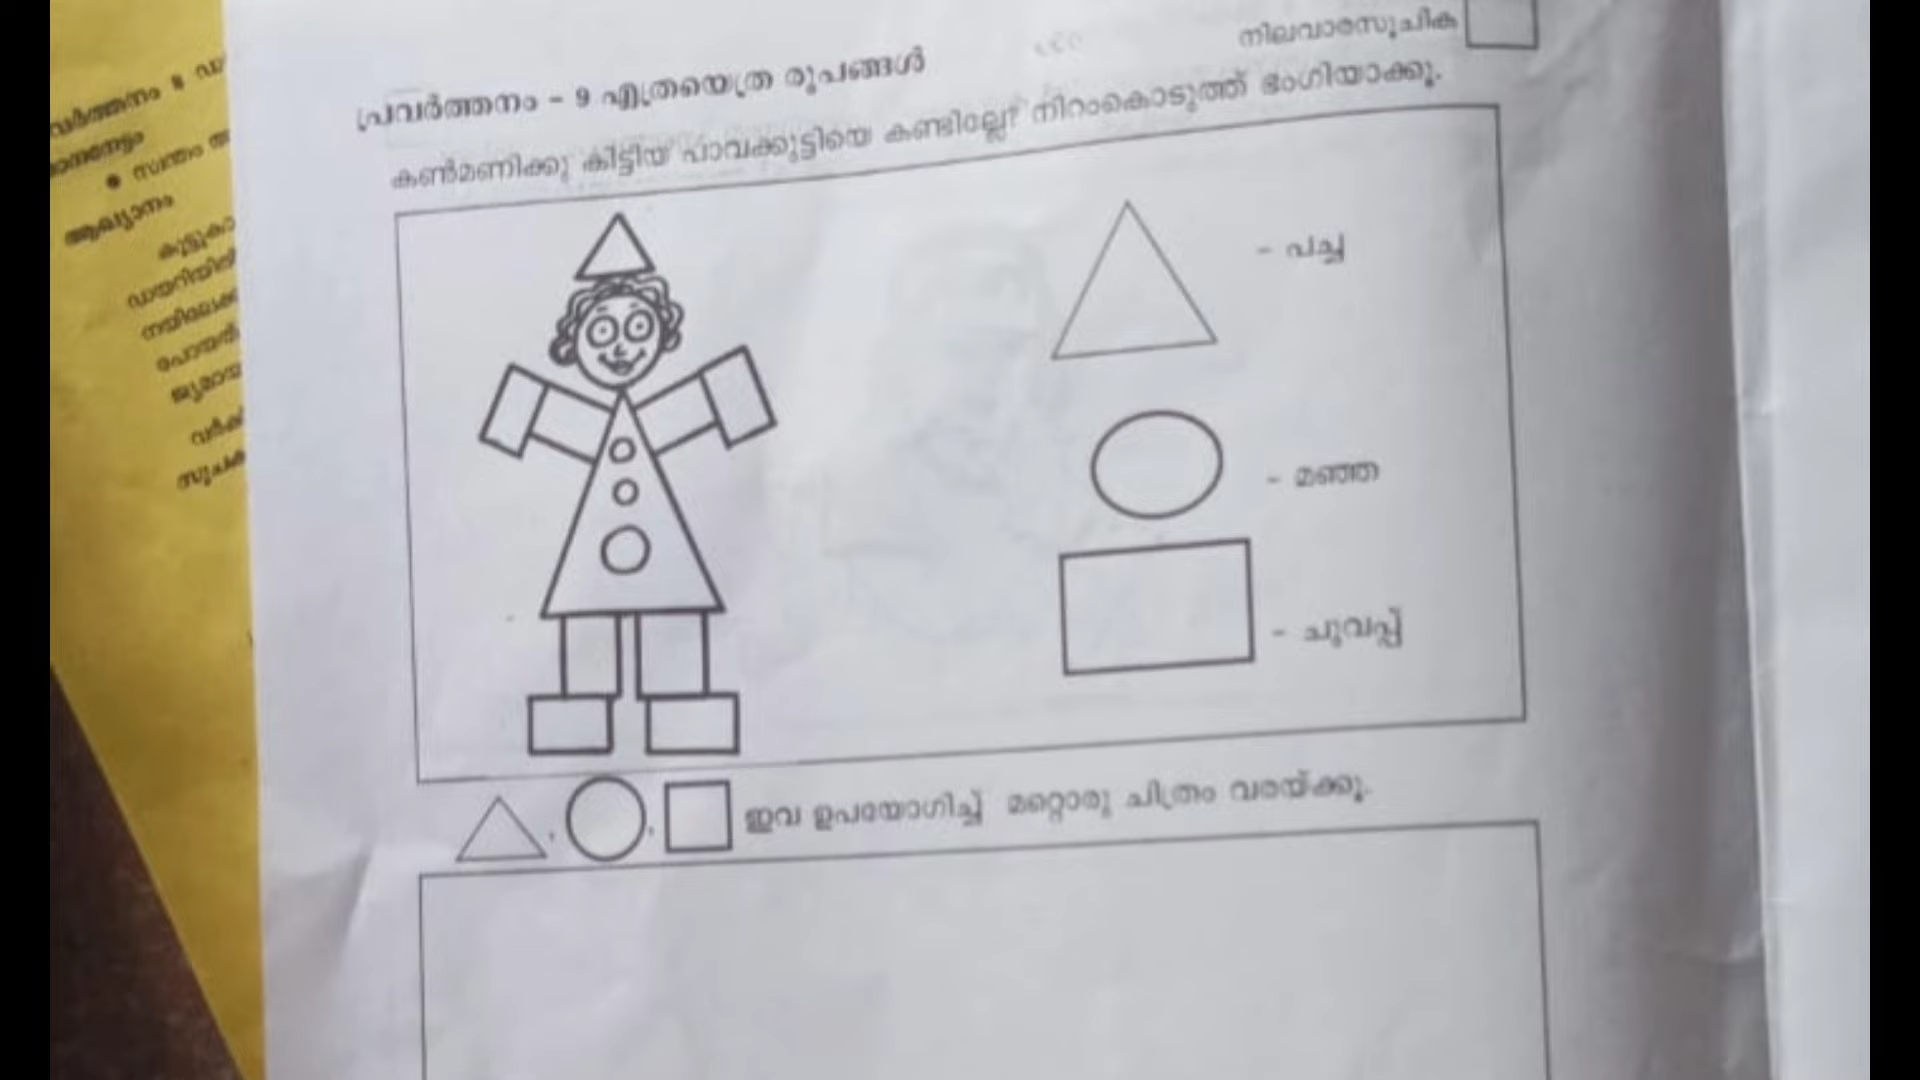 നിലവാരസൂചിക
പ്രവർത്തനം - 9 എത്രയെത്ര രൂപങ്ങൾ
കൺമണിക്കു കിട്ടിയ പാവക്കുട്ടിയെ കണ്ടില്ലേ? നിറംകൊടുത്ത് ഭംഗിയാക്കൂ.
- പച്ച
- മഞ്ഞ
- ചുവപ്പ്
ഇവ ഉപയോഗിച്ച് മറ്റൊരു ചിത്രം വരയ്ക്കൂ.
ആഖ്യാനം